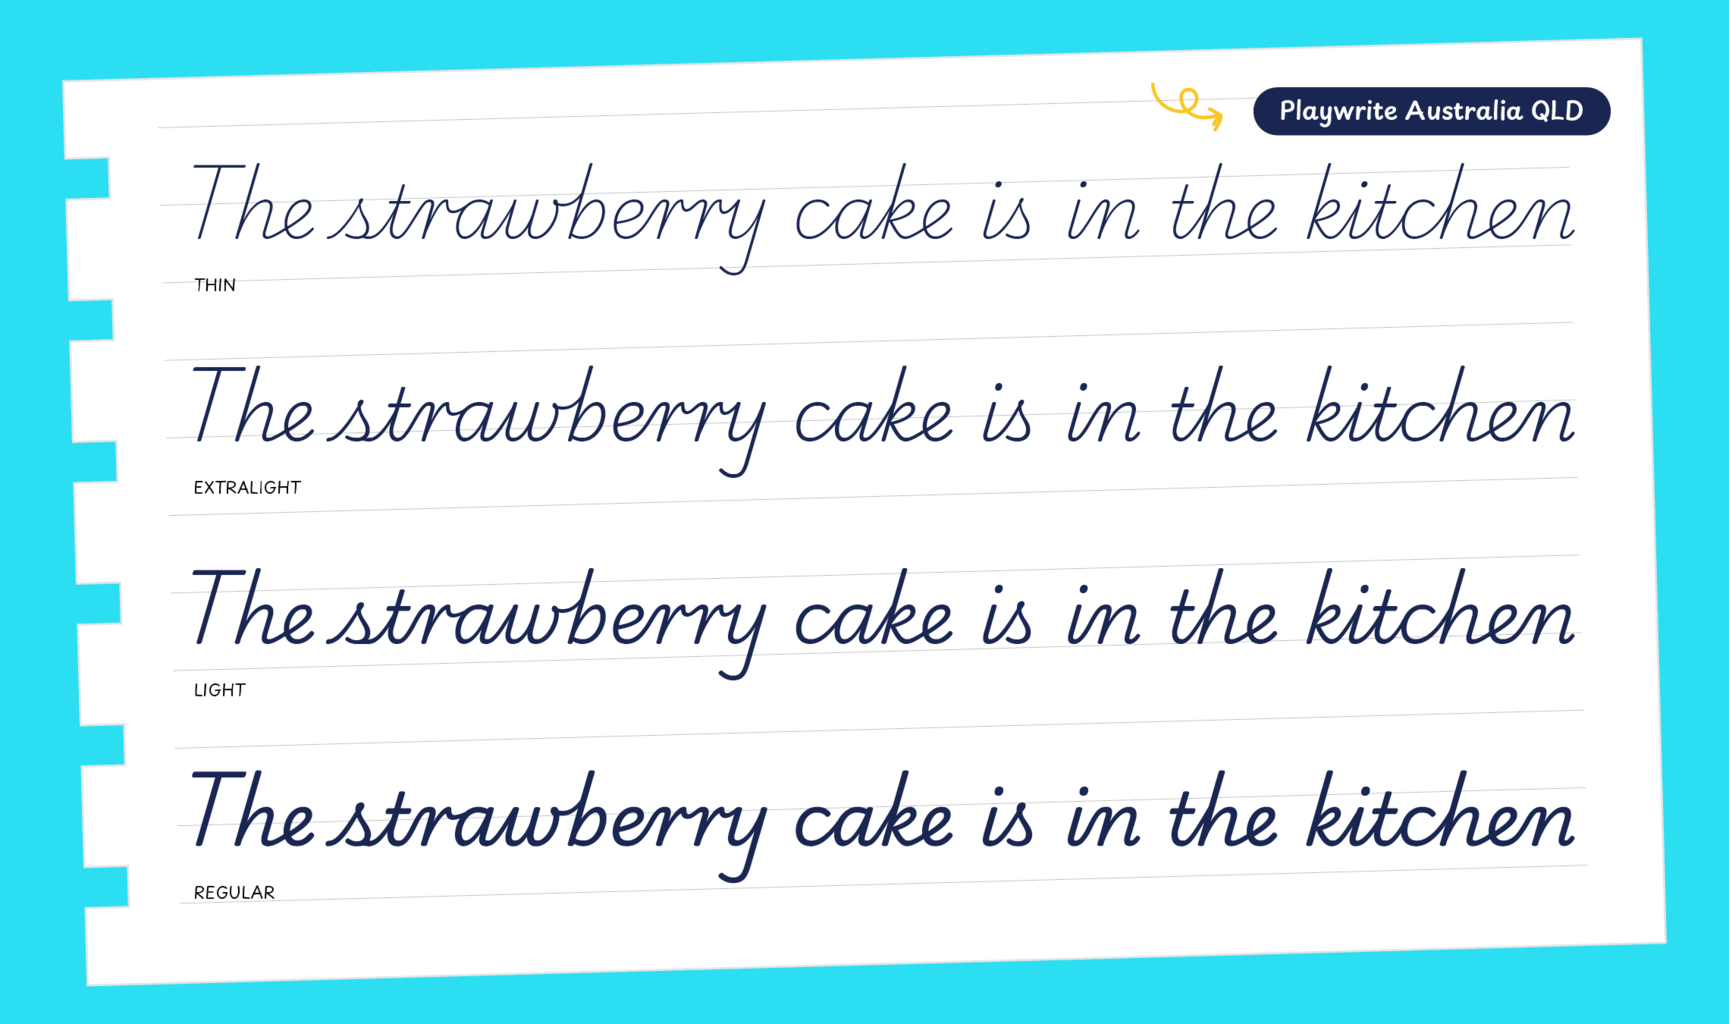 Playwrite Australia QLD
The strawberry cake is in the kitchen
THIN
The strawberry cake is in the kitchen
EXTRALIGHT
The strawberry cake is in the kitchen
LIGHT
The strawberry cake is in the kitchen
REGULAR